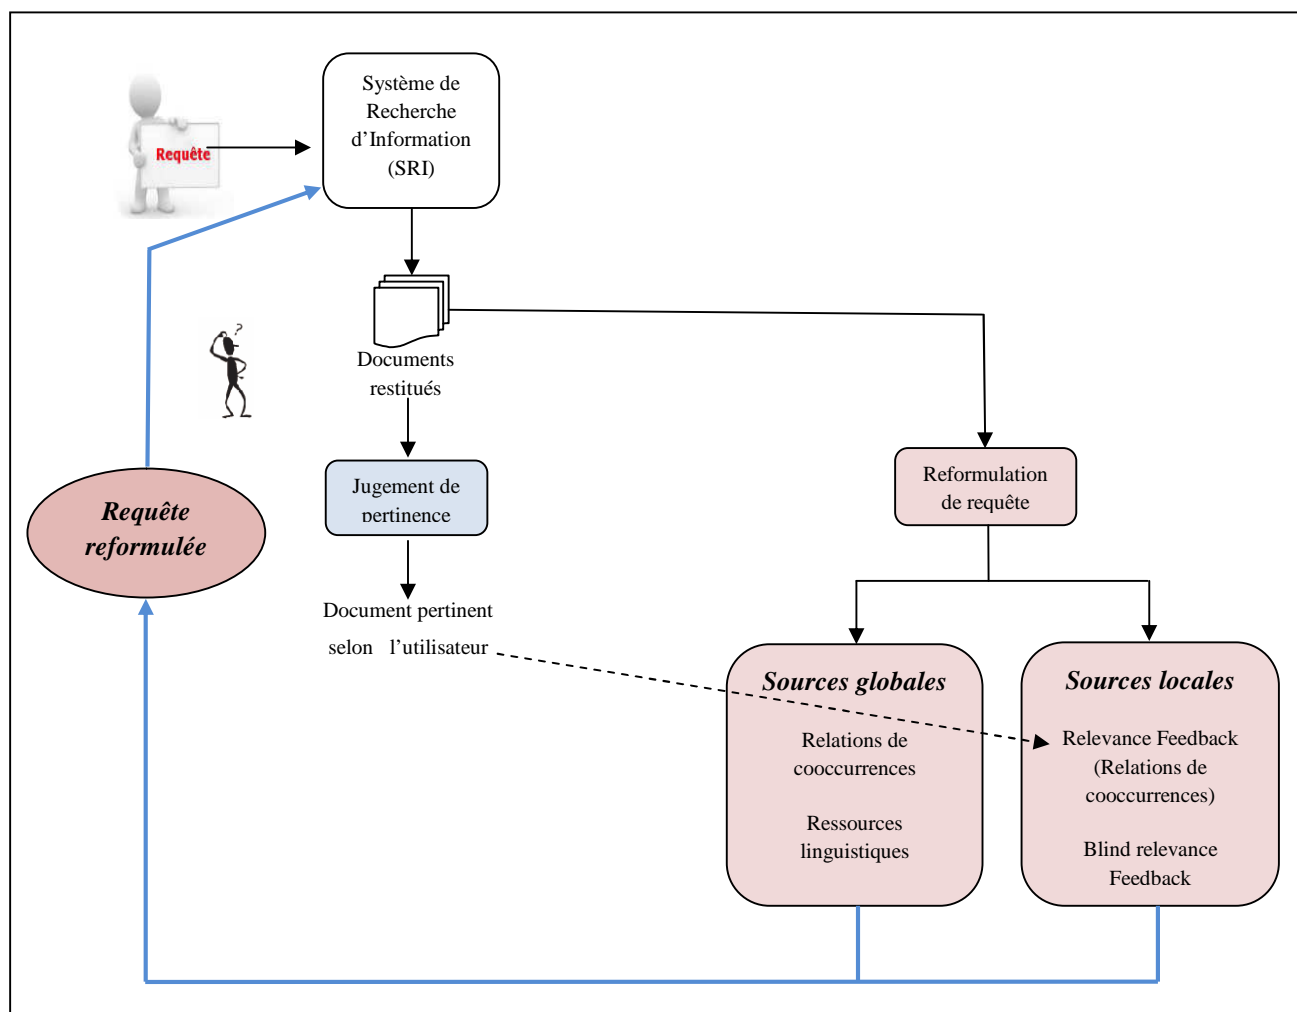 Système de
Recherche
d'Information
(SRI)
Requête
Documents
restitués
Jugement de
pertinence
Reformulation
de requête
Requête
reformulée
Document pertinent
selon l'utilisateur
Sources globales
Relations de
cooccurrences
Ressources
linguistiques
Sources locales
Relevance Feedback
(Relations de
cooccurrences)
Blind relevance
Feedback
?